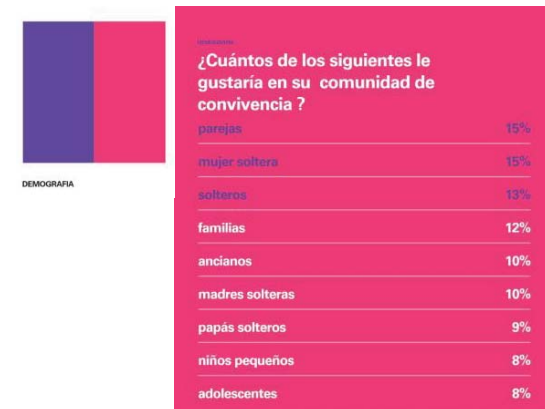 DEMOGRAFIA
¿Cuántos de los siguientes le
gustaría en su comunidad de
convivencia ?
parejas 15%
mujer soltera 15%
solteros 13%
familias 12%
ancianos 10%
madres solteras 10%
papás solteros 9%
niños pequeños 8%
adolescentes 8%